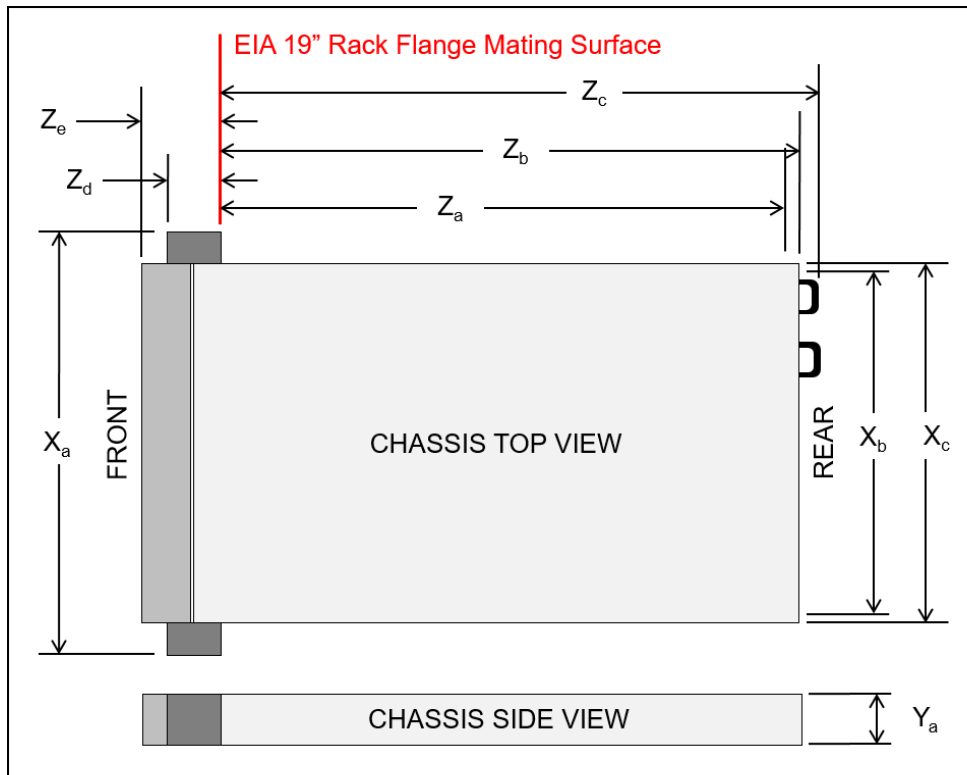 EIA 19” Rack Flange Mating Surface
Zc
Ze
Zb
Zd
Za
FRONT
Xa
CHASSIS TOP VIEW
REAR
Xb
Xc
CHASSIS SIDE VIEW
Ya